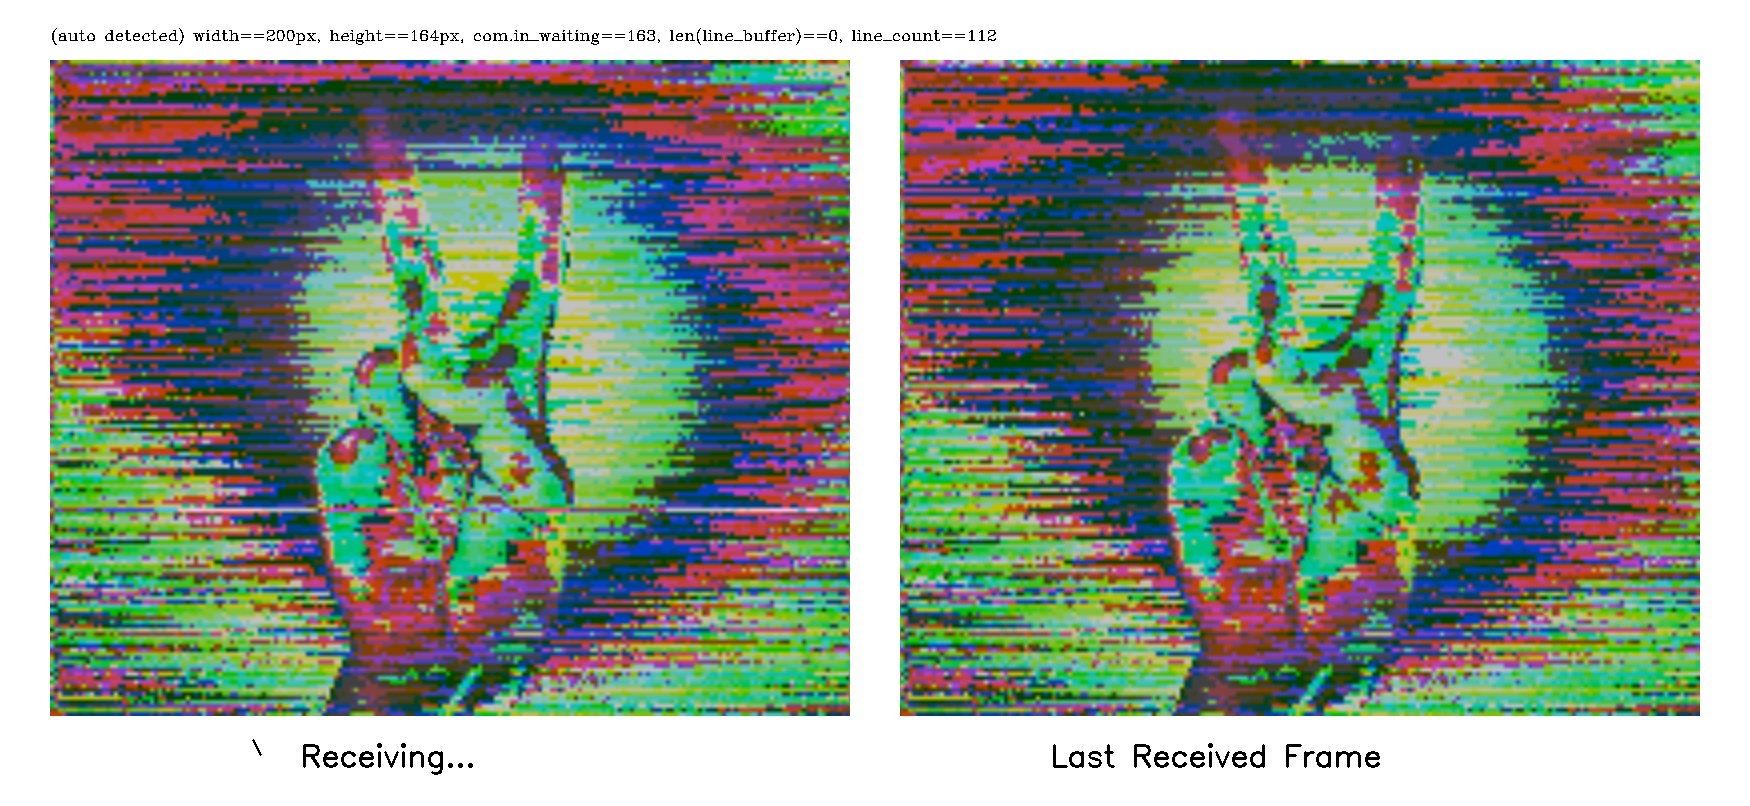 (auto detected) width==200px, height==164px, com.in_waiting==163, len(line_buffer)==0, line_count==112
\ Receiving...
Last Received Frame